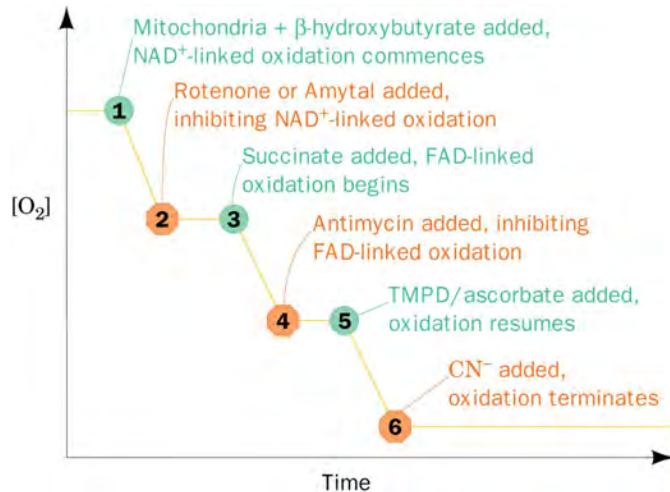 Mitochondria + β-hydroxybutyrate added,
NAD⁺-linked oxidation commences
1
Rotenone or Amytal added,
inhibiting NAD⁺-linked oxidation
2
Succinate added, FAD-linked
oxidation begins
3
[O₂]
Antimycin added, inhibiting
FAD-linked oxidation
4
TMPD/ascorbate added,
oxidation resumes
5
CN⁻ added,
oxidation terminates
6
Time